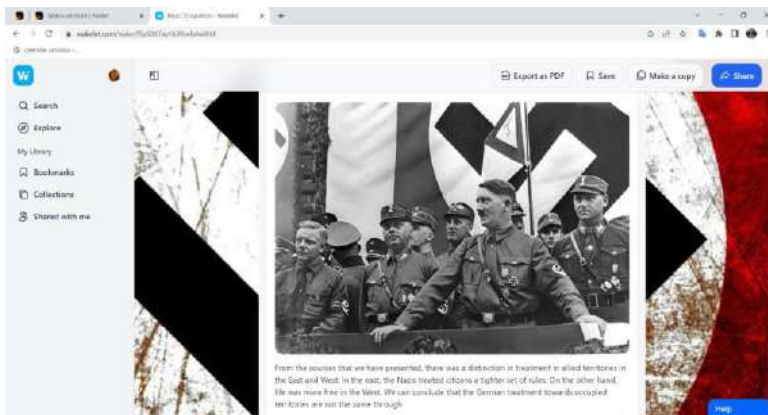 Nazi Occupation - Wakelet
Export as PDF
Save
Make a copy
Share
Search
Explore
My Library
Bookmarks
Collections
Shared with me
From the sources that we have presented, there was a distinction in treatment in allied territories in
the East and West. In the east, the Nazis treated citizens a tighter set of rules. On the other hand,
life was more free in the West. We can conclude that the German treatment towards occupied
territories are not the same through
Help